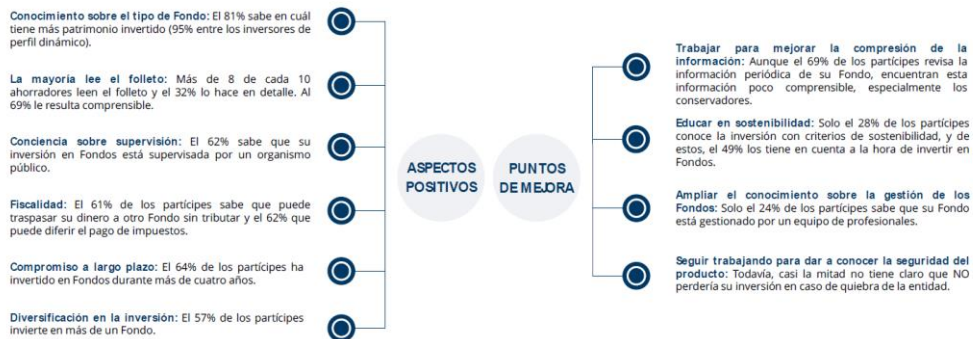 Conocimiento sobre el tipo de Fondo: El 81% sabe en cuál
tiene más patrimonio invertido (95% entre los inversores de
perfil dinámico).
La mayoría lee el folleto: Más de 8 de cada 10
ahorradores leen el folleto y el 32% lo hace en detalle. Al
69% le resulta comprensible.
Conciencia sobre supervisión: El 62% sabe que su
inversión en Fondos está supervisada por un organismo
público.
Fiscalidad: El 61% de los partícipes sabe que puede
traspasar su dinero a otro Fondo sin tributar y el 62% que
puede diferir el pago de impuestos.
Compromiso a largo plazo: El 64% de los partícipes ha
invertido en Fondos durante más de cuatro años.
Diversificación en la inversión: El 57% de los partícipes
invierte en más de un Fondo.
ASPECTOS
POSITIVOS
PUNTOS
DE MEJORA
Trabajar para mejorar la compresión de la
información: Aunque el 69% de los partícipes revisa la
información periódica de su Fondo, encuentran esta
información poco comprensible, especialmente los
conservadores.
Educar en sostenibilidad: Solo el 28% de los partícipes
conoce la inversión con criterios de sostenibilidad, y de
estos, el 49% los tiene en cuenta a la hora de invertir en
Fondos.
Ampliar el conocimiento sobre la gestión de los
Fondos: Solo el 24% de los partícipes sabe que su Fondo
está gestionado por un equipo de profesionales.
Seguir trabajando para dar a conocer la seguridad del
producto: Todavía, casi la mitad no tiene claro que NO
perdería su inversión en caso de quiebra de la entidad.